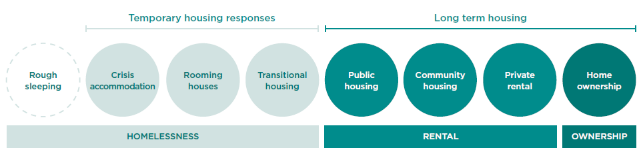 Temporary housing responses
Long term housing
Rough
sleeping
Crisis
accommodation
Rooming
houses
Transitional
housing
Public
housing
Community
housing
Private
rental
Home
ownership
HOMELESSNESS
RENTAL
OWNERSHIP